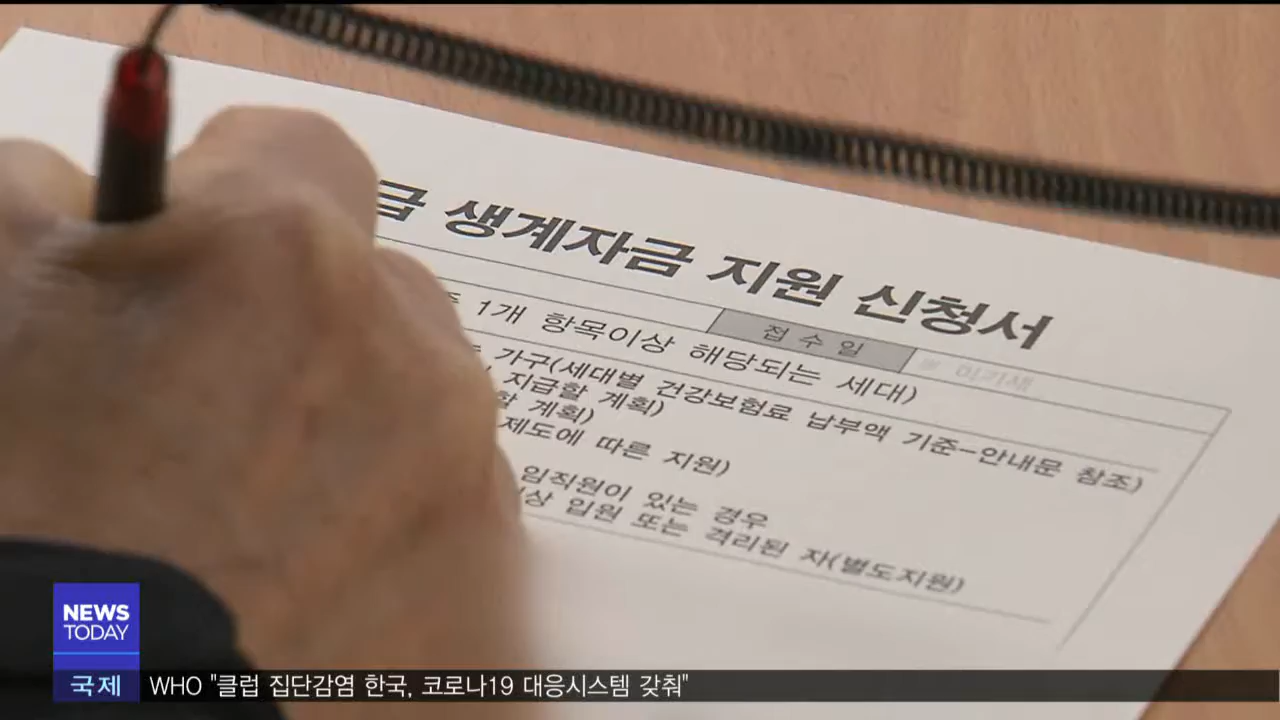 급 생계자금 지원 신청서
접 수 일
1개 항목이상 해당되는 세대)
가구(세대별 건강보험료 납부액 기준-안내문 참조)
지급할 계획)
할 계획)
제도에 따른 지원)
임직원이 있는 경우
이상 입원 또는 격리된 자(별도지원)
NEWS
TODAY
국제 WHO "클럽 집단감염 한국, 코로나19 대응시스템 갖춰"